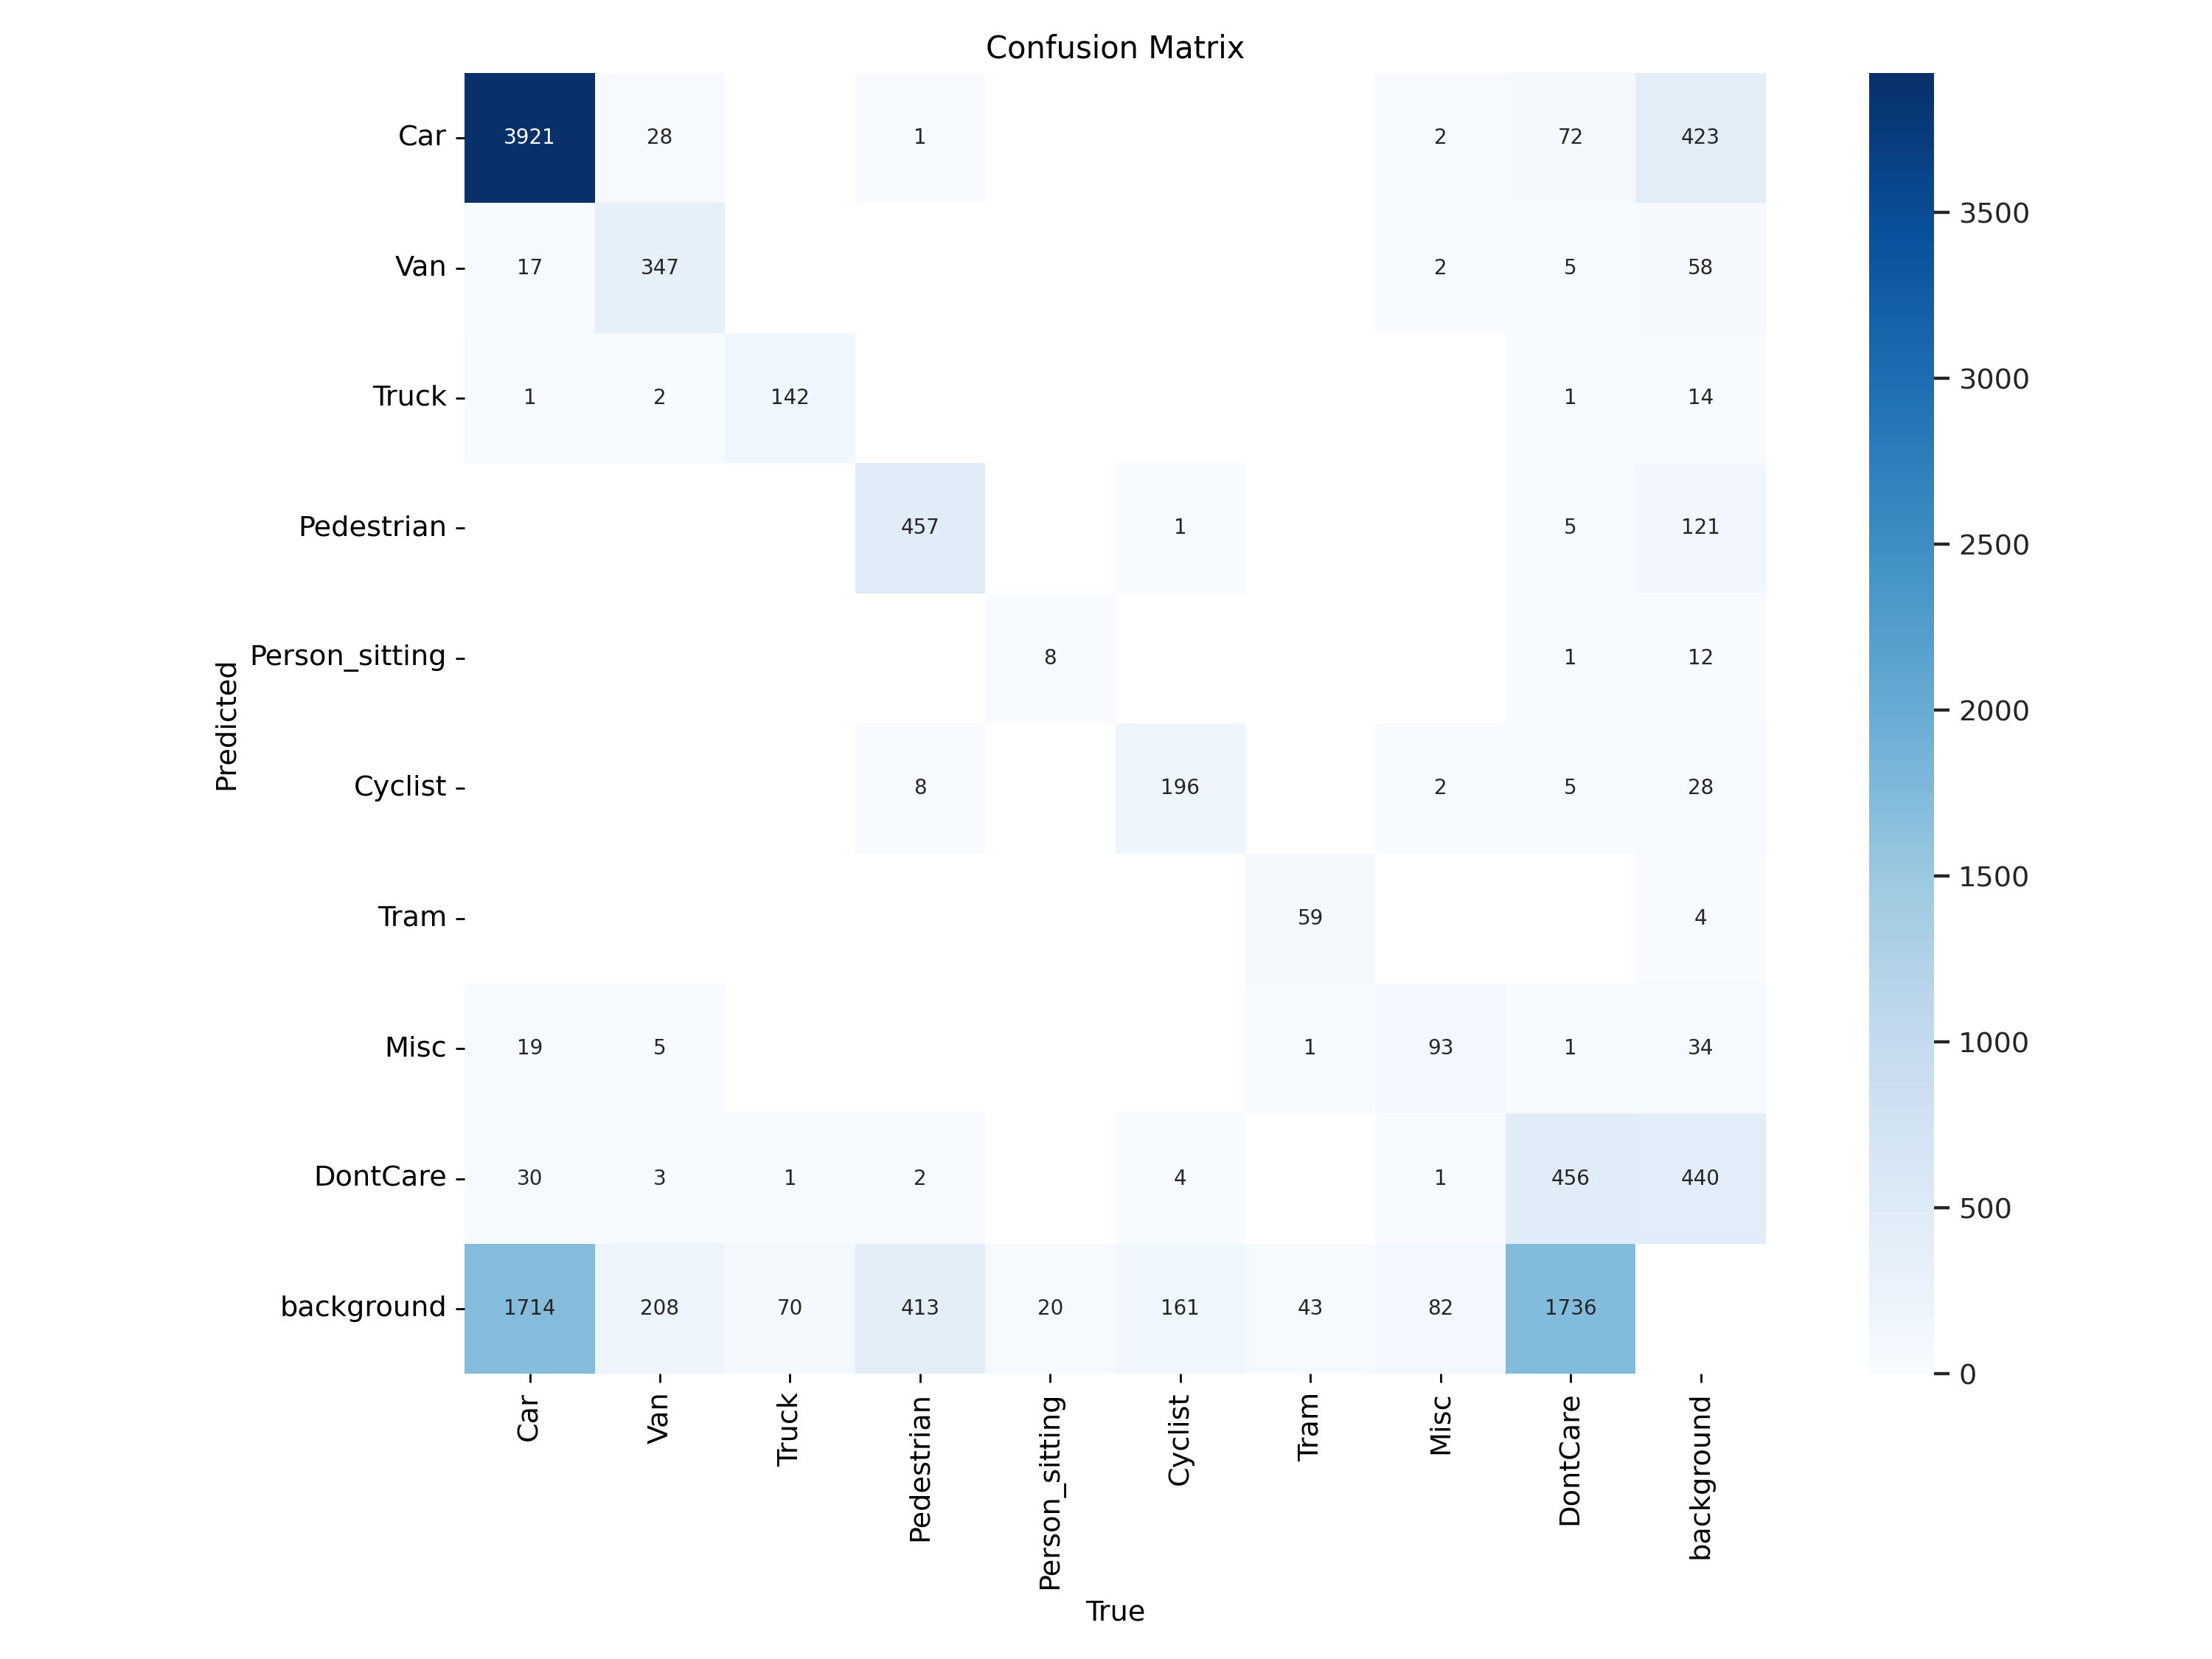 Confusion Matrix
Car 3921 28 1 2 72 423
Van 17 347 2 5 58
Truck 1 2 142 1 14
Pedestrian 457 1 5 121
Person_sitting 8 1 12
Cyclist 8 196 2 5 28
Tram 59 4
Misc 19 5 1 93 1 34
DontCare 30 3 1 2 4 1 456 440
background 1714 208 70 413 20 161 43 82 1736
Predicted
Car Van Truck Pedestrian Person_sitting Cyclist Tram Misc DontCare background
True
3500
3000
2500
2000
1500
1000
500
0